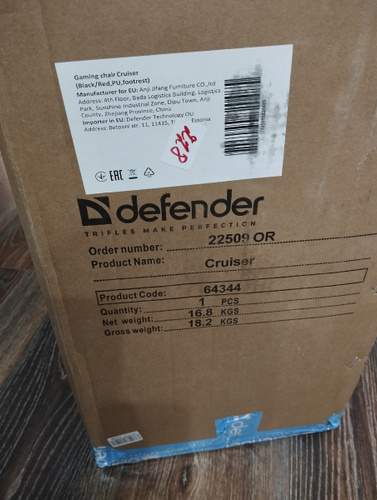 Gaming chair Cruiser
(Black/Red,PU,footrest)
Manufacturer for EU: Anji Jifang Furniture CO.,ltd
Address: 4th Floor, Bada Logistics Building, Logistics
Park, Sunshine Industrial Zone, Dipu Town, Anji
County, Zhejiang Province, China
Importer in EU: Defender Technology OU
Address: Betooni str. 11, 11415, Estonia
EAC
defender
TRIFLES MAKE PERFECTION
Order number: 22509 OR
Product Name: Cruiser
Product Code: 64344
Quantity: 1 PCS
Net weight: 16.8 KGS
Gross weight: 18.2 KGS
defender